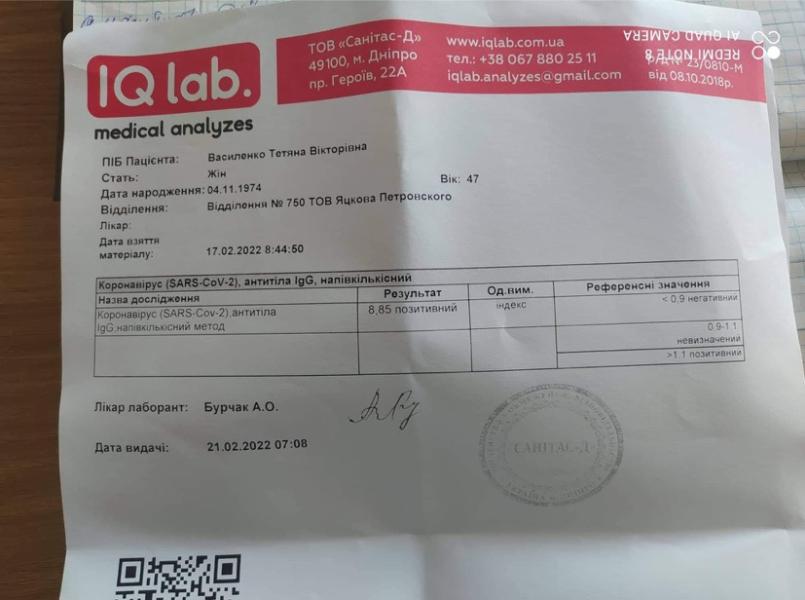 IQ lab.
medical analyzes
ТОВ «Санітас-Д»
49100, м. Дніпро
пр. Героїв, 22А
www.iqlab.com.ua
тел.: +38 067 880 25 11
iqlab.analyzes@gmail.com
23/0810-М
від 08.10.2018р.
REDMI NOTE 8
AI QUAD CAMERA
ПІБ Пацієнта: Василенко Тетяна Вікторівна
Стать: Жін
Дата народження: 04.11.1974 Вік: 47
Відділення: Відділення № 750 ТОВ Яцкова Петровского
Лікар:
Дата взяття
матеріалу: 17.02.2022 8:44:50
Коронавірус (SARS-CoV-2), антитіла IgG, напівкількісний
Назва дослідження Результат Од.вим. Референсні значення
Коронавірус (SARS-Cov-2),антитіла 8,85 позитивний індекс < 0.9 негативний
IgG,напівкількісний метод 0.9-1.1
невизначений
>1.1 позитивний
Лікар лаборант: Бурчак А.О.
САНІТАС-Д
Дата видачі: 21.02.2022 07:08